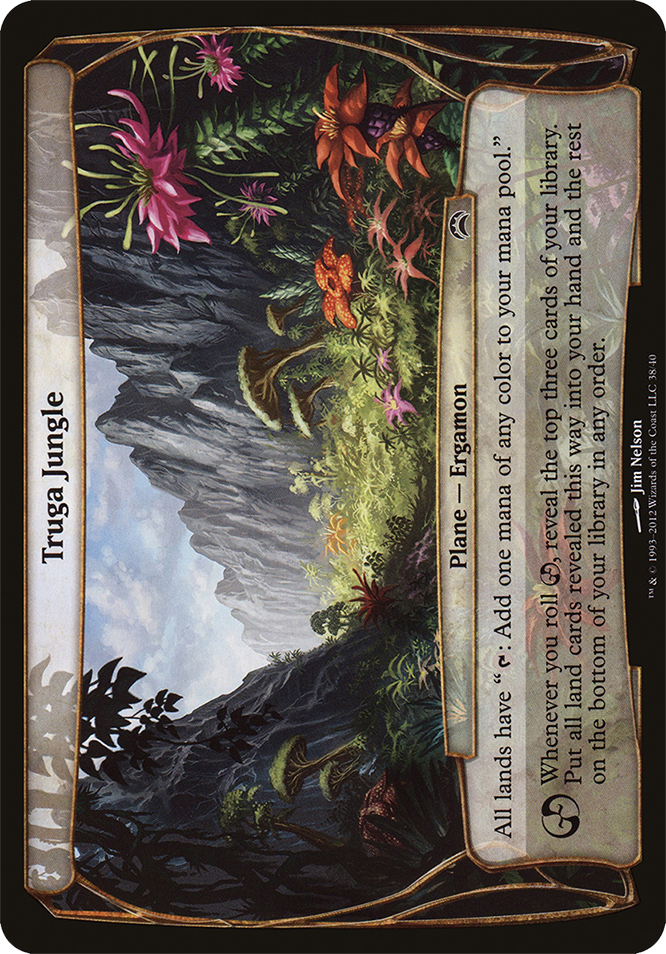 Truga Jungle
Plane — Ergamon
All lands have “: Add one mana of any color to your mana pool.”
Whenever you roll , reveal the top three cards of your library.
Put all land cards revealed this way into your hand and the rest
on the bottom of your library in any order.
Jim Nelson
™ & © 1993–2012 Wizards of the Coast LLC 38/40